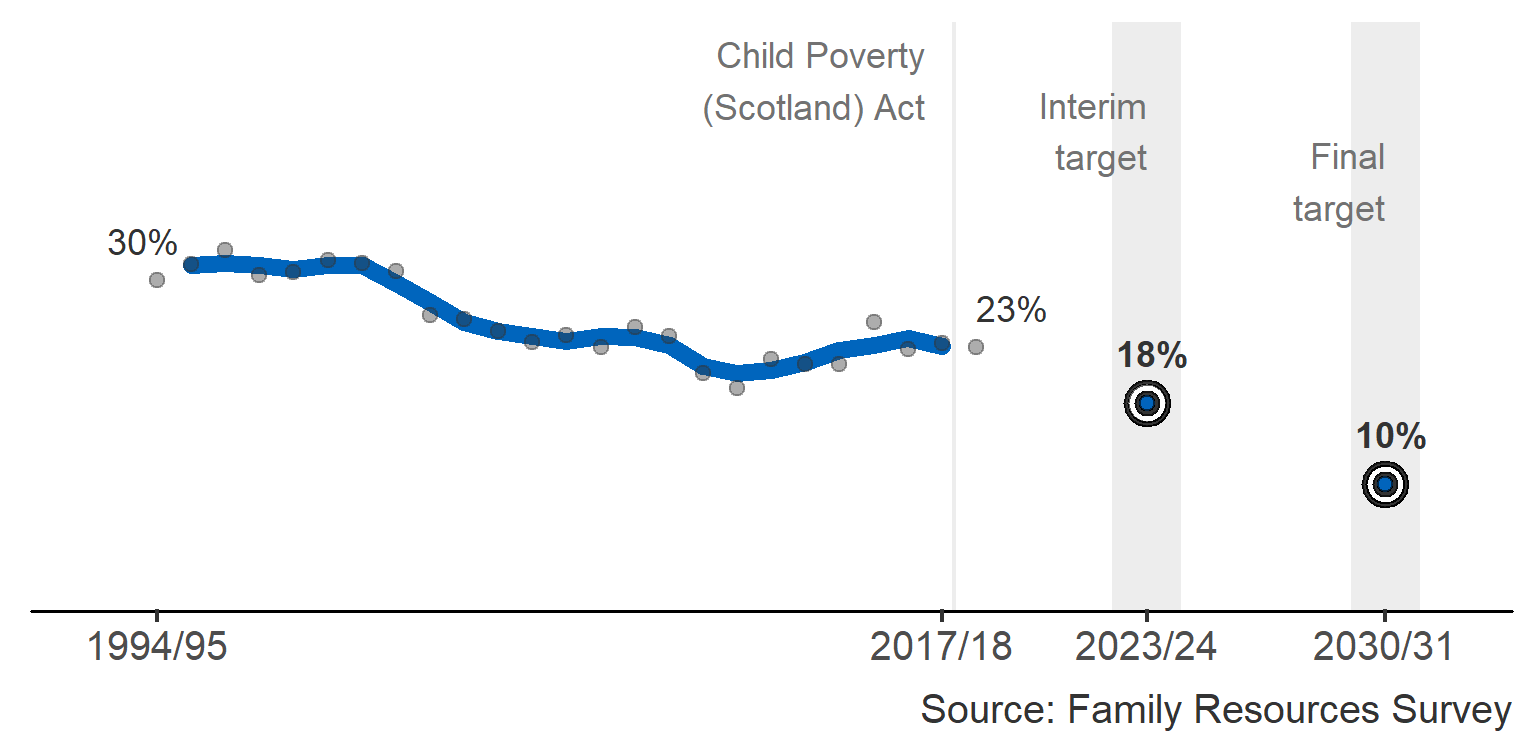 Child Poverty
(Scotland) Act
Interim
target
Final
target
30%
23%
18%
10%
1994/95
2017/18
2023/24
2030/31
Source: Family Resources Survey